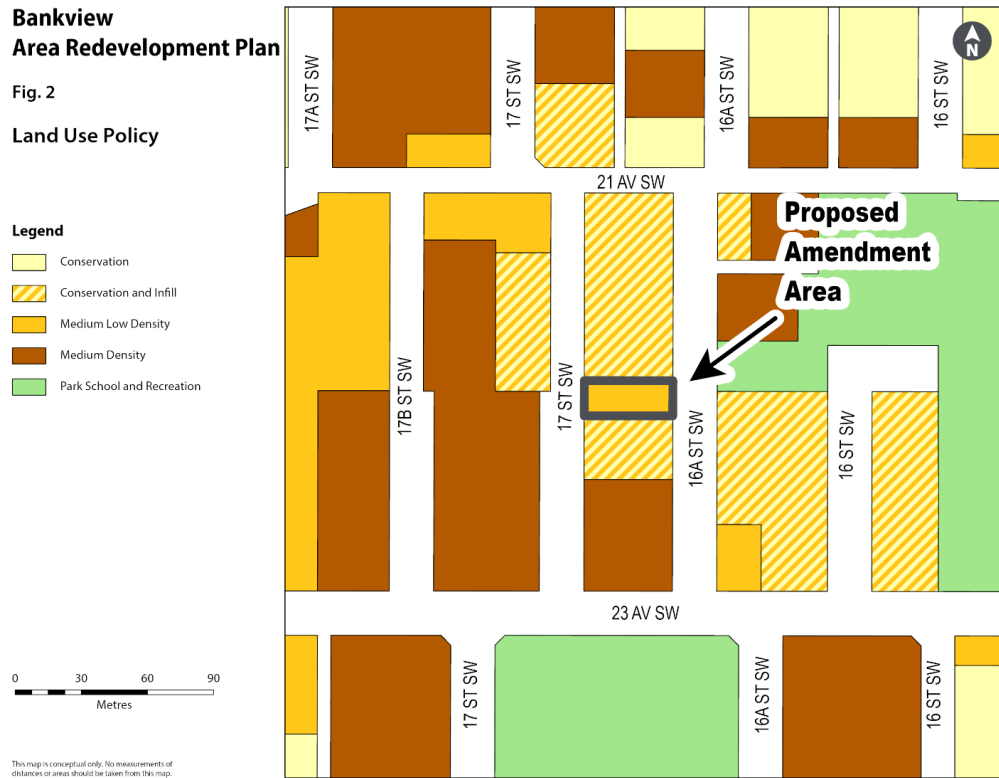 Bankview
Area Redevelopment Plan
Fig. 2
Land Use Policy
Legend
Conservation
Conservation and Infill
Medium Low Density
Medium Density
Park School and Recreation
0 30 60 90
Metres
This map is conceptual only. No measurements of
distances or areas should be taken from this map.
N
17A ST SW
17 ST SW
16A ST SW
16 ST SW
21 AV SW
Proposed
Amendment
Area
17B ST SW
17 ST SW
16A ST SW
16 ST SW
23 AV SW
17 ST SW
16A ST SW
16 ST SW